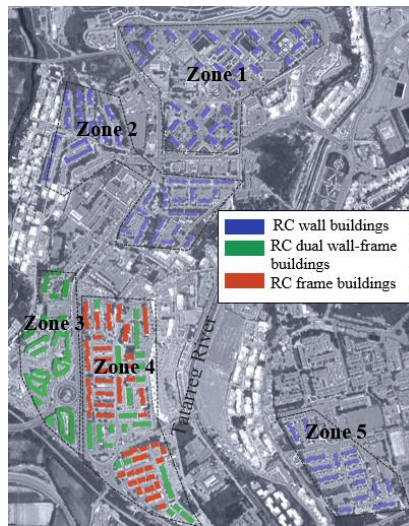 Zone 1
Zone 2
RC wall buildings
RC dual wall-frame
buildings
RC frame buildings
Zone 3
Zone 4
Tatarreg River
Zone 5